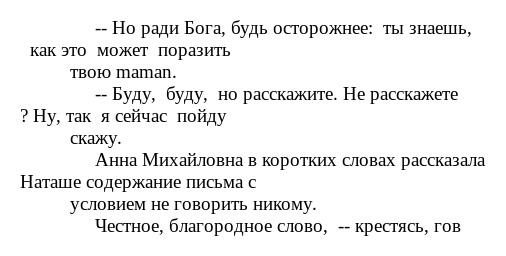 -- Но ради Бога, будь осторожнее: ты знаешь,
как это может поразить
твою maman.
-- Буду, буду, но расскажите. Не расскажете
? Ну, так я сейчас пойду
скажу.
Анна Михайловна в коротких словах рассказала
Наташе содержание письма с
условием не говорить никому.
Честное, благородное слово, -- крестясь, гов